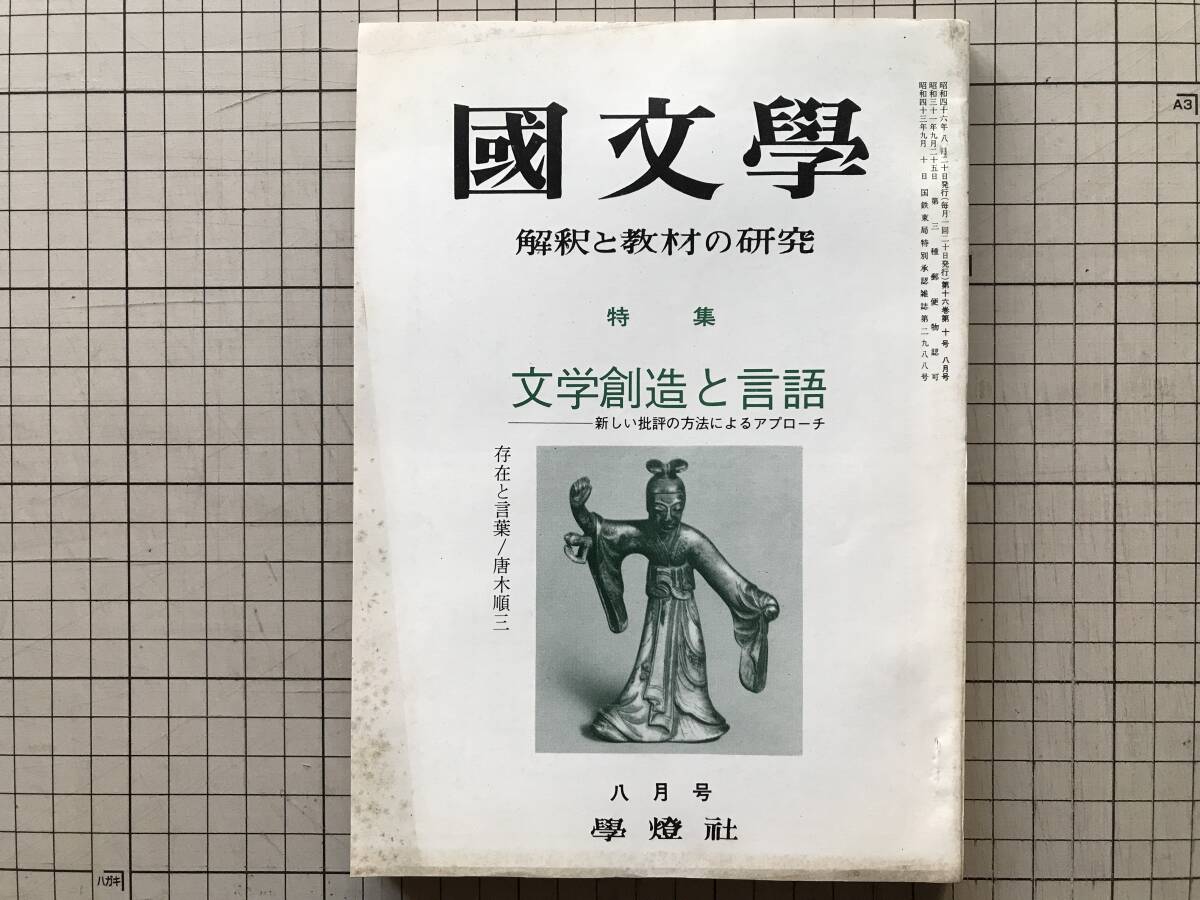 國文學
解釈と教材の研究
特 集
文学創造と言語
――新しい批評の方法によるアプローチ
存在と言葉/唐木順三
八月号
學燈社
昭和四十六年八月二十日発行(毎月一回二十日発行)第十六巻第十号 八月号
昭和三十一年九月二十五日 第三種郵便物認可
昭和四十三年九月十日 国鉄東局特別承認雑誌第二九八八号
A3
ハガキ